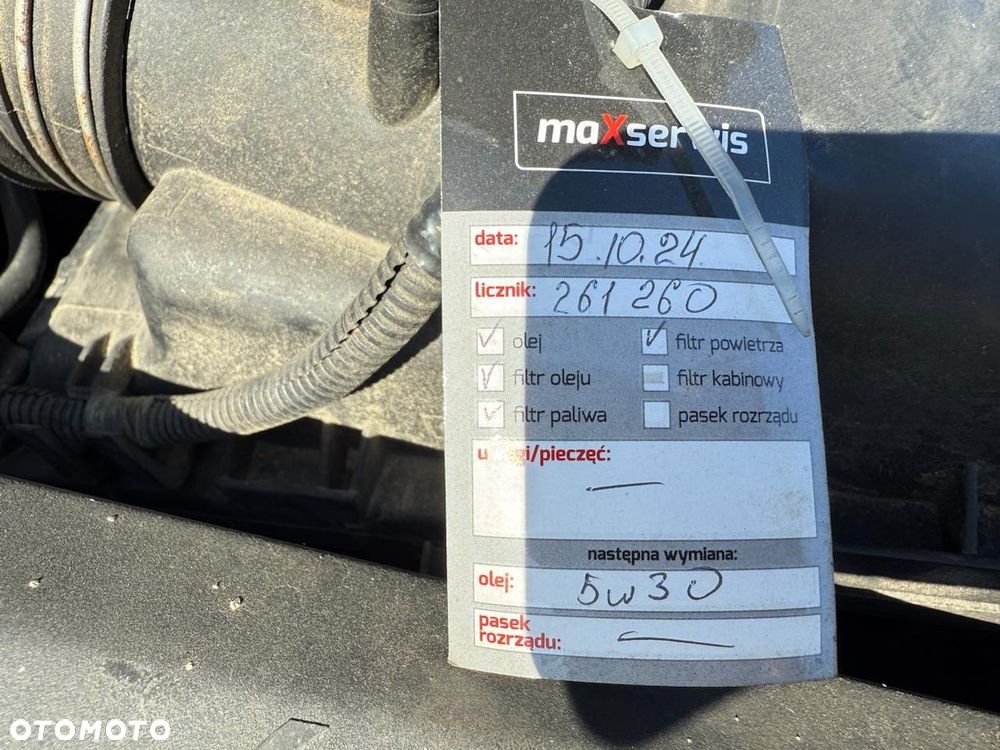 maXserwis
data: 15.10.24
licznik: 261 260
olej filtr powietrza
filtr oleju filtr kabinowy
filtr paliwa pasek rozrządu
uwagi/pieczęć:
następna wymiana:
olej: 5w30
pasek
rozrządu:
OTOMOTO